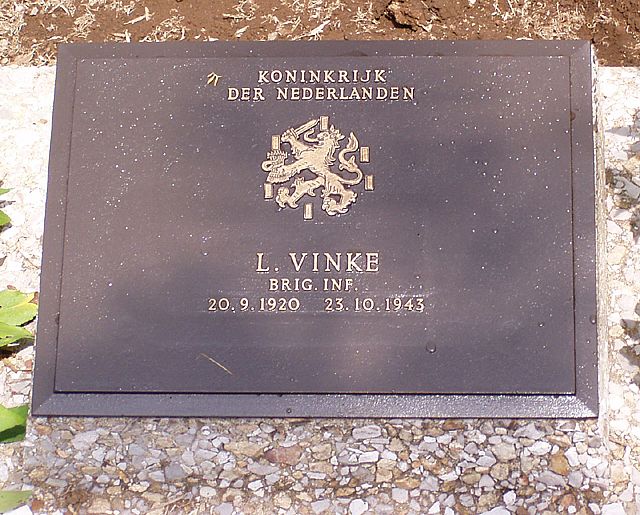 KONINKRIJK
DER NEDERLANDEN
L. VINKE
BRIG. INF.
20.9.1920 23.10.1943